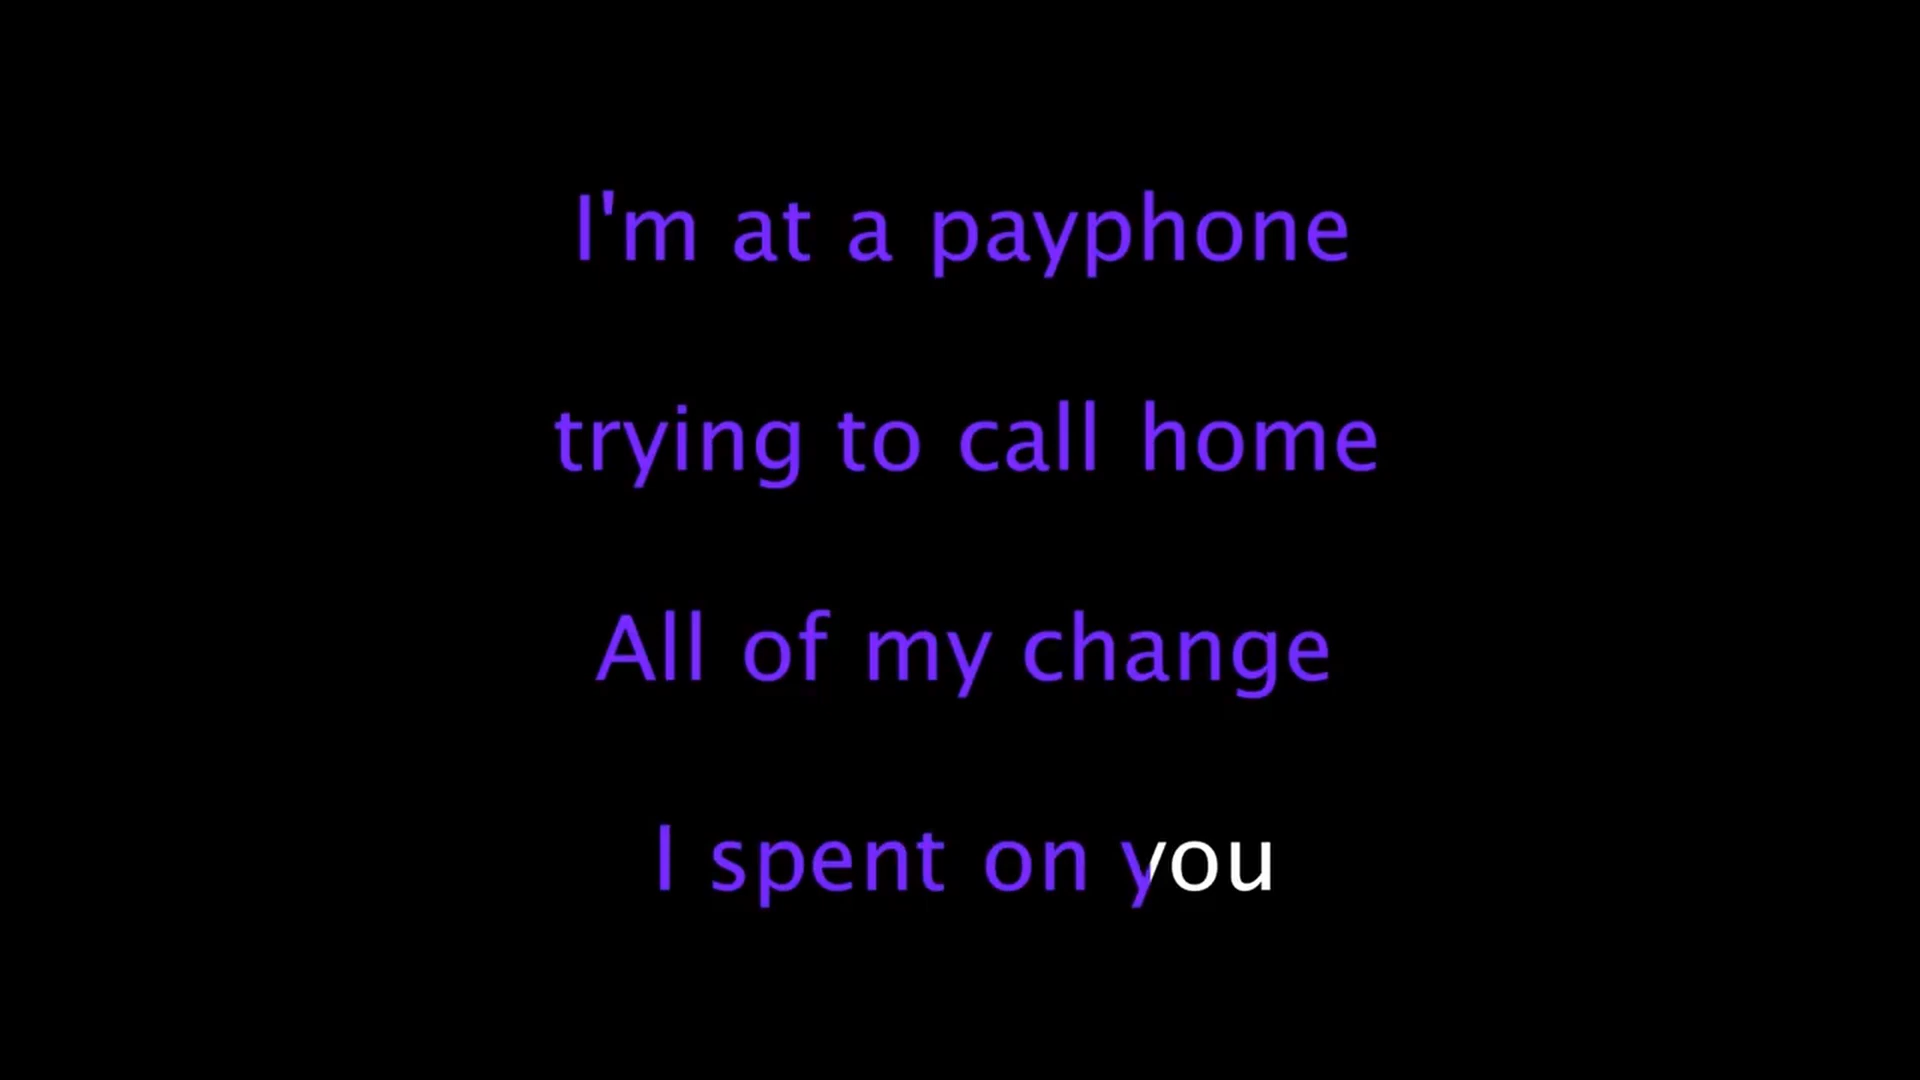 I'm at a payphone
trying to call home
All of my change
I spent on you